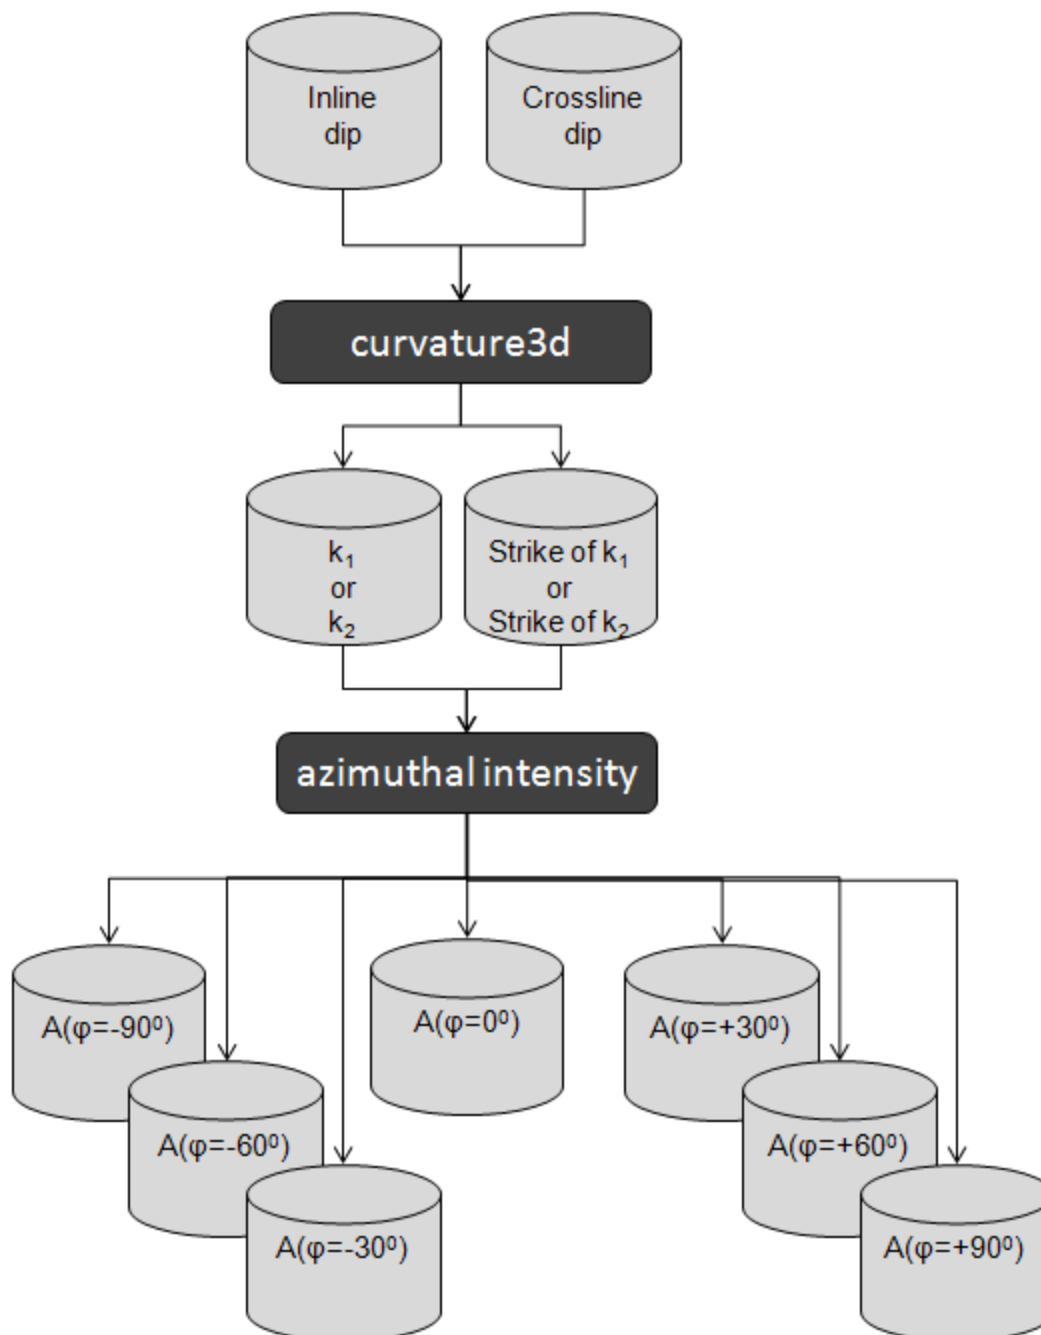 Inline
dip
Crossline
dip
curvature3d
k₁
or
k₂
Strike of k₁
or
Strike of k₂
azimuthal intensity
A(φ=-90⁰)
A(φ=-60⁰)
A(φ=-30⁰)
A(φ=0⁰)
A(φ=+30⁰)
A(φ=+60⁰)
A(φ=+90⁰)